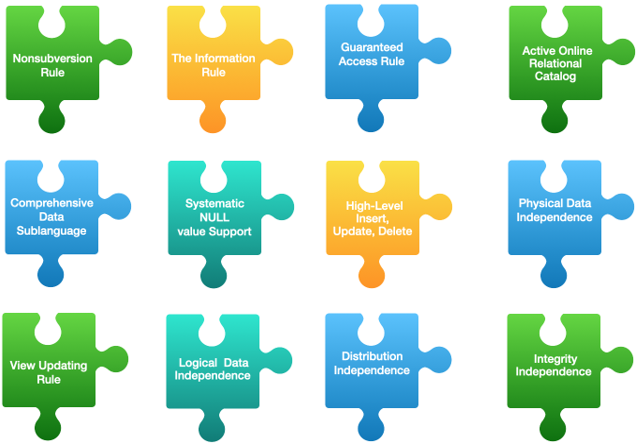 Nonsubversion
Rule
The Information
Rule
Guaranteed
Access Rule
Active Online
Relational
Catalog
Comprehensive
Data
Sublanguage
Systematic
NULL
value Support
High-Level
Insert,
Update, Delete
Physical Data
Independence
View Updating
Rule
Logical Data
Independence
Distribution
Independence
Integrity
Independence